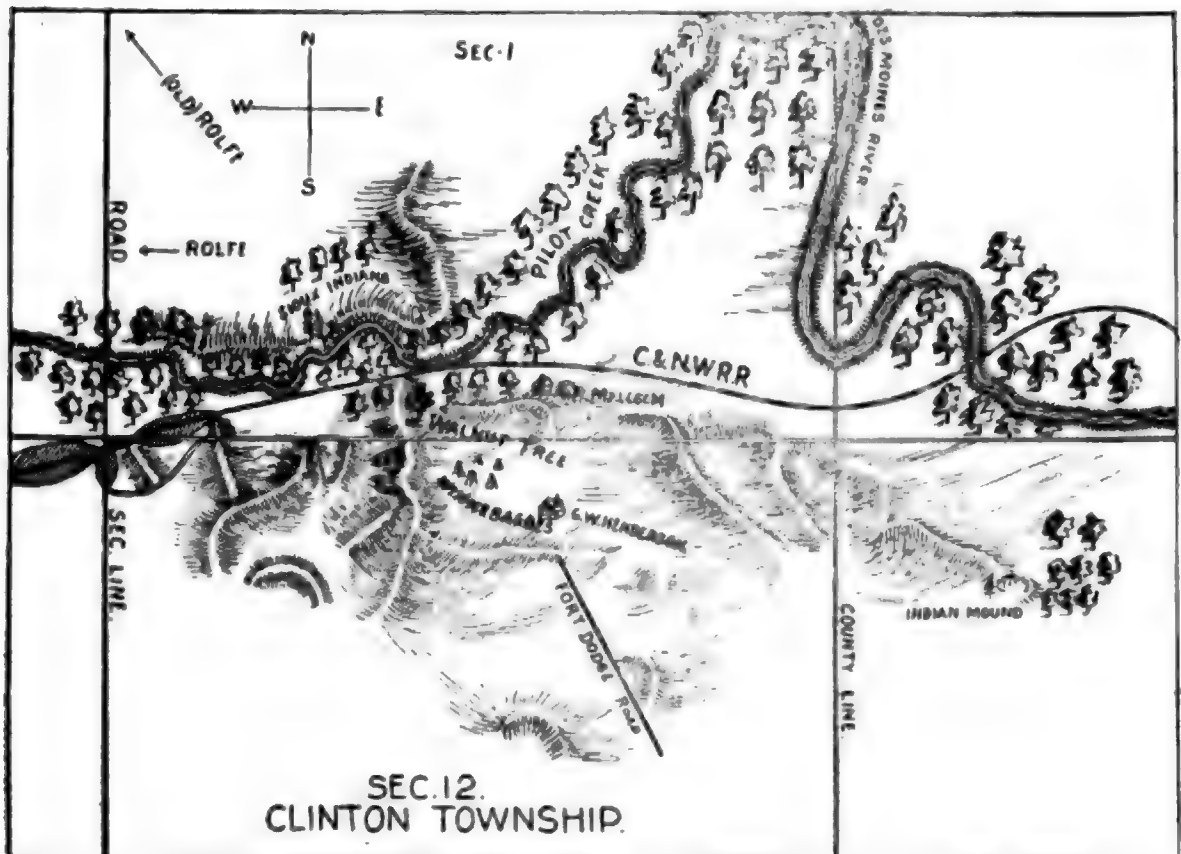 N
SEC·1
DES MOINES RIVER
(OLD) ROLFE
W
E
S
ROAD
← ROLFE
PILOT CREEK
SIOUX INDIANS
C&N.W.R.R
WALNUT TREE
SEC. LINE.
FORT DODGE ROAD
COUNTY LINE.
INDIAN MOUND
SEC.12.
CLINTON TOWNSHIP.